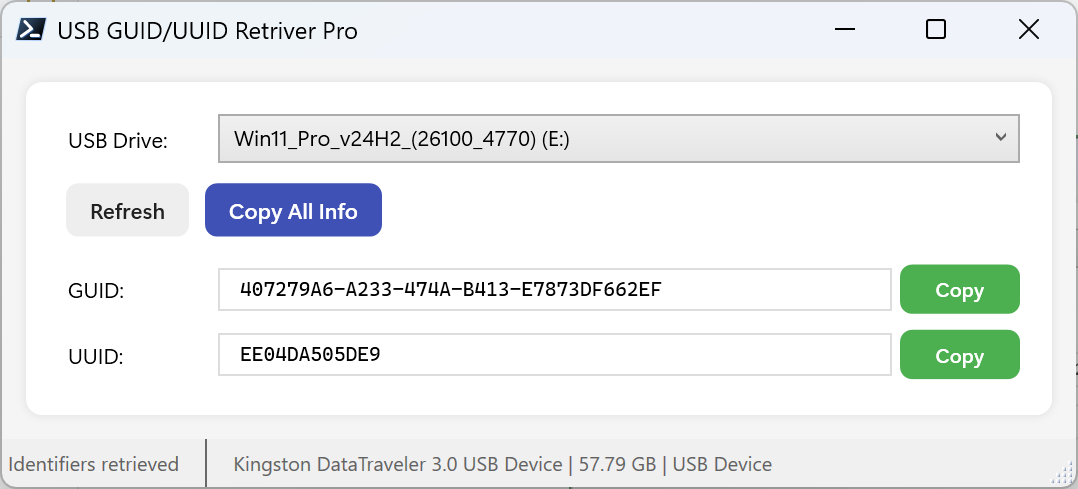 USB GUID/UUID Retriver Pro
USB Drive: Win11_Pro_v24H2_(26100_4770) (E:)
Refresh Copy All Info
GUID: 407279A6-A233-474A-B413-E7873DF662EF Copy
UUID: EE04DA505DE9 Copy
Identifiers retrieved Kingston DataTraveler 3.0 USB Device | 57.79 GB | USB Device